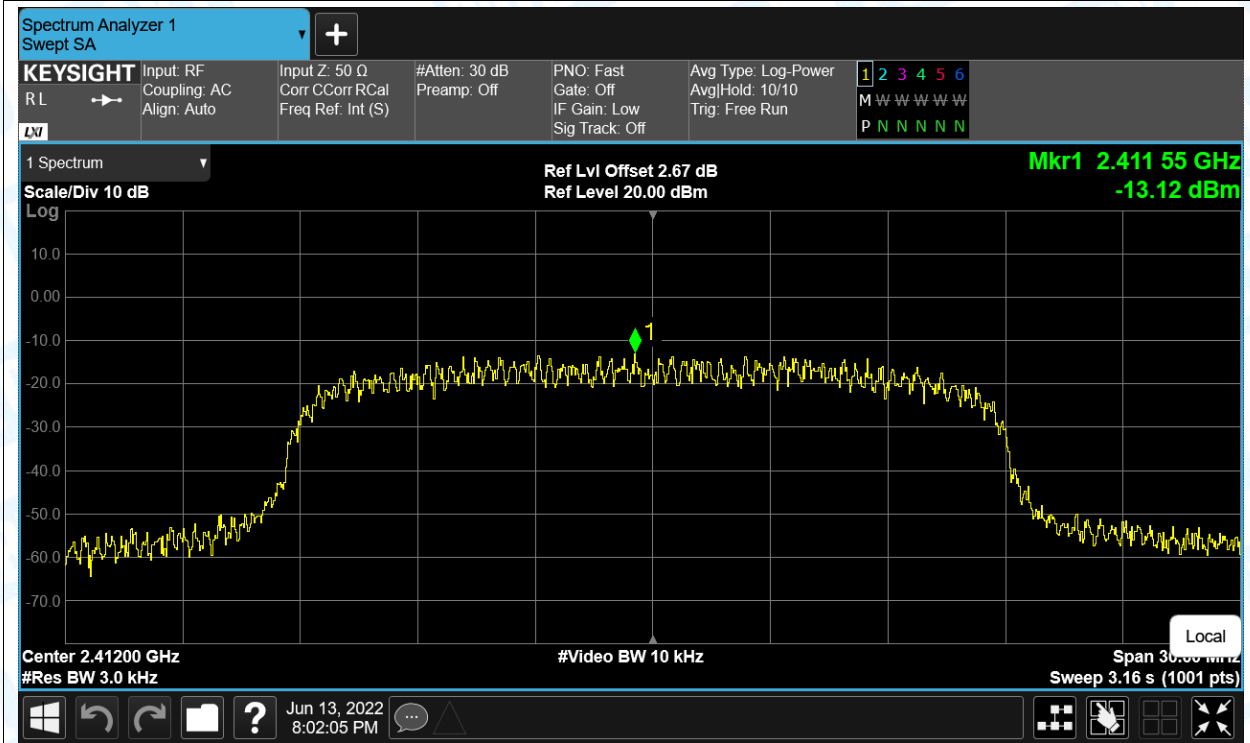 Spectrum Analyzer 1
Swept SA
KEYSIGHT
R L
LXI
Input: RF
Coupling: AC
Align: Auto
Input Z: 50 Ω
Corr CCorr RCal
Freq Ref: Int (S)
#Atten: 30 dB
Preamp: Off
PNO: Fast
Gate: Off
IF Gain: Low
Sig Track: Off
Avg Type: Log-Power
Avg|Hold: 10/10
Trig: Free Run
1 2 3 4 5 6
M W W W W W W
P N N N N N N
1 Spectrum
Scale/Div 10 dB
Log
Ref Lvl Offset 2.67 dB
Ref Level 20.00 dBm
Mkr1 2.411 55 GHz
-13.12 dBm
10.0
0.00
-10.0
-20.0
-30.0
-40.0
-50.0
-60.0
-70.0
1
Local
Center 2.41200 GHz
#Video BW 10 kHz
Span 30.00 MHz
#Res BW 3.0 kHz
Sweep 3.16 s (1001 pts)
?
Jun 13, 2022
8:02:05 PM